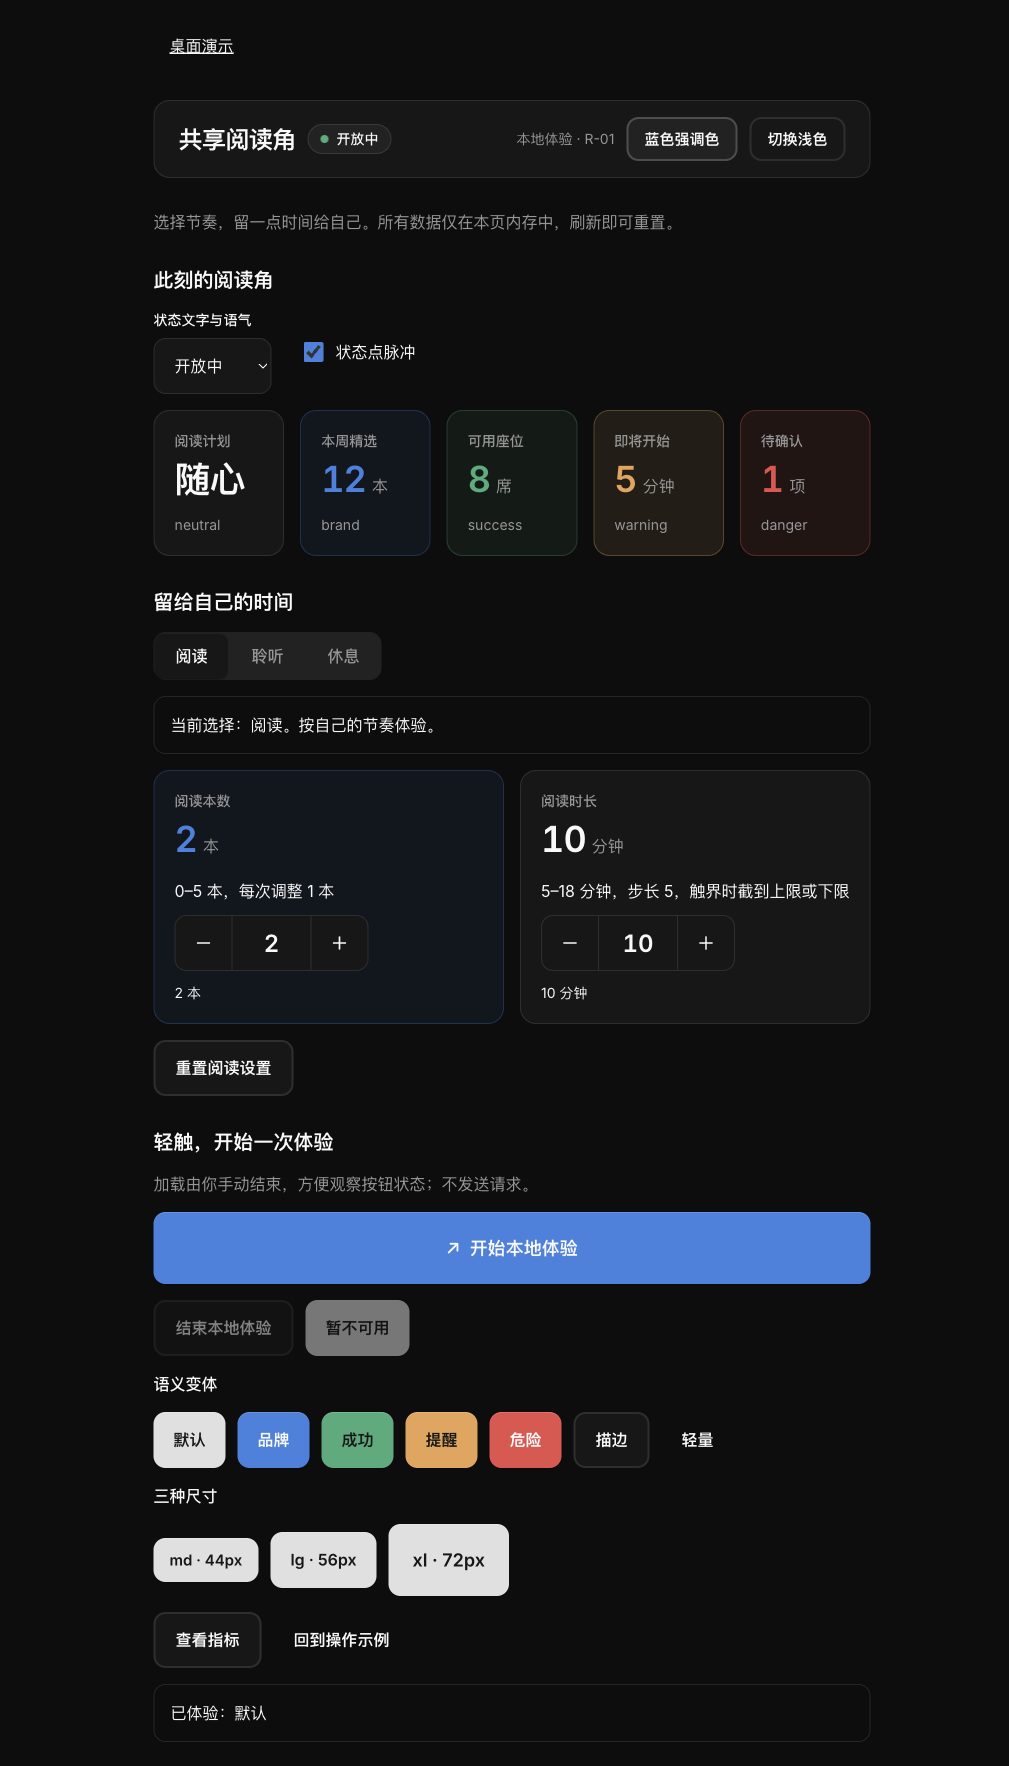 桌面演示
共享阅读角 开放中 本地体验 · R-01 蓝色强调色 切换浅色
选择节奏，留一点时间给自己。所有数据仅在本页内存中，刷新即可重置。
此刻的阅读角
状态文字与语气
开放中 状态点脉冲
阅读计划 本周精选 可用座位 即将开始 待确认
随心 12 本 8 席 5 分钟 1 项
neutral brand success warning danger
留给自己的时间
阅读 聆听 休息
当前选择：阅读。按自己的节奏体验。
阅读本数 阅读时长
2 本 10 分钟
0–5 本，每次调整 1 本 5–18 分钟，步长 5，触界时截到上限或下限
− 2 + − 10 +
2 本 10 分钟
重置阅读设置
轻触，开始一次体验
加载由你手动结束，方便观察按钮状态；不发送请求。
↗ 开始本地体验
结束本地体验 暂不可用
语义变体
默认 品牌 成功 提醒 危险 描边 轻量
三种尺寸
md · 44px lg · 56px xl · 72px
查看指标 回到操作示例
已体验：默认